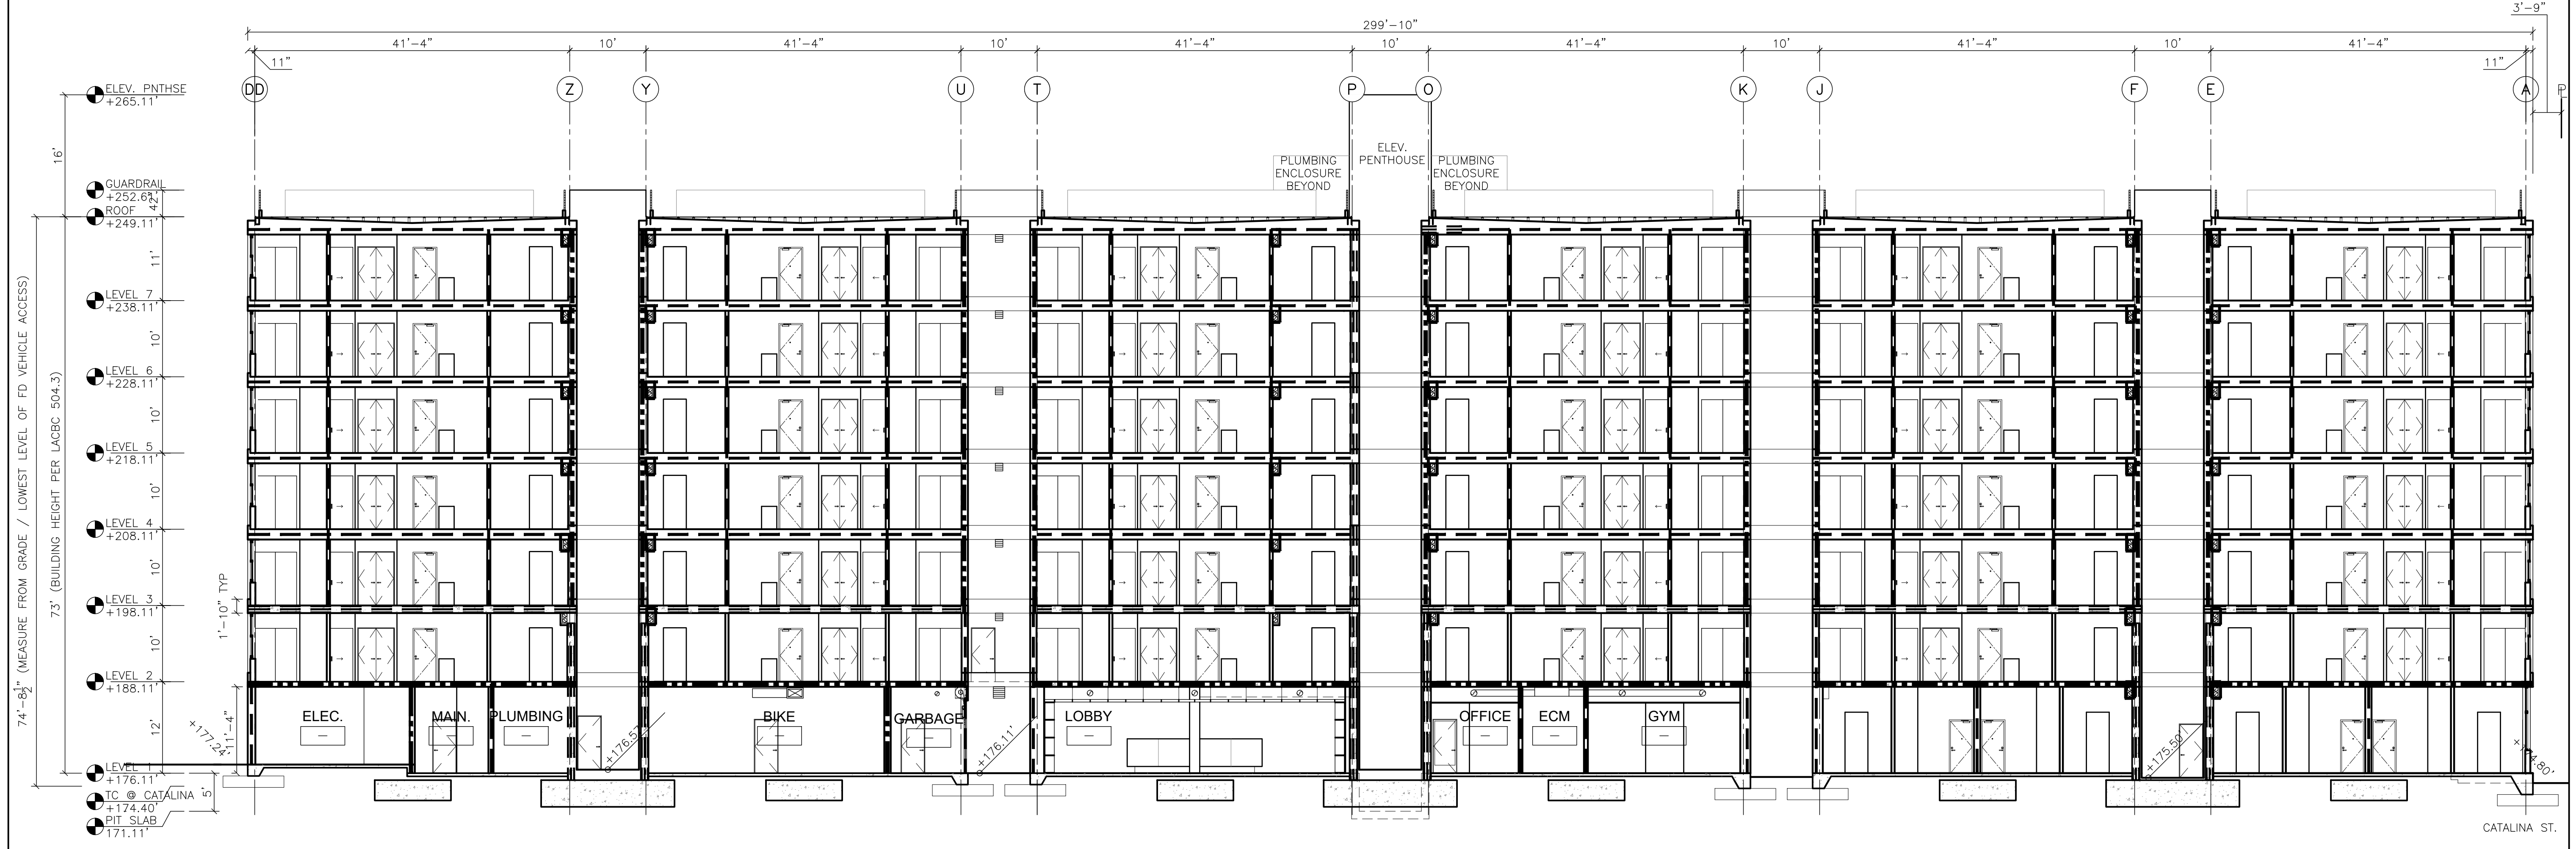 3'-9"
299'-10"
41'-4" 10' 41'-4" 10' 41'-4" 10' 41'-4" 10' 41'-4" 10' 41'-4"
11" 11"
DD Z Y U T P O K J F E A PL
ELEV. PNTHSE
+265.11'
16'
ELEV.
PENTHOUSE
PLUMBING
ENCLOSURE
BEYOND
PLUMBING
ENCLOSURE
BEYOND
GUARDRAIL
+252.61'
42"
ROOF
+249.11'
11'
LEVEL 7
+238.11'
10'
LEVEL 6
+228.11'
10'
LEVEL 5
+218.11'
10'
LEVEL 4
+208.11'
10'
LEVEL 3
+198.11'
10'
LEVEL 2
+188.11'
12'
LEVEL 1
+176.11'
TC @ CATALINA
+174.40'
5'
PIT SLAB
171.11'
74'-8½" (MEASURE FROM GRADE / LOWEST LEVEL OF FD VEHICLE ACCESS)
73' (BUILDING HEIGHT PER LACBC 504.3)
1'-10" TYP
11'-4"
+177.24'
ELEC. MAIN. PLUMBING BIKE GARBAGE LOBBY OFFICE ECM GYM
+176.57'
+176.11'
+175.50'
+174.80'
CATALINA ST.